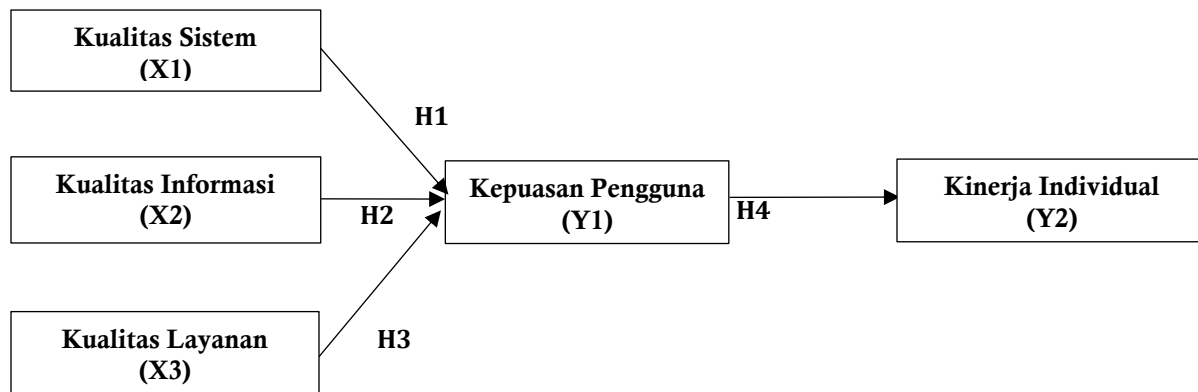 Kualitas Sistem
(X1)
H1
Kualitas Informasi
(X2)
H2
Kepuasan Pengguna
(Y1)
H4
Kinerja Individual
(Y2)
Kualitas Layanan
(X3)
H3